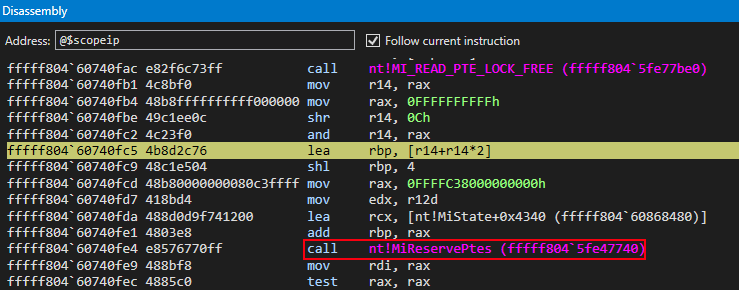 Disassembly
Address: @$scopeip Follow current instruction
fffff804`60740fac e82f6c73ff call nt!MI_READ_PTE_LOCK_FREE (fffff804`5fe77be0)
fffff804`60740fb1 4c8bf0 mov r14, rax
fffff804`60740fb4 48b8ffffffffff000000 mov rax, 0FFFFFFFFFFh
fffff804`60740fbe 49c1ee0c shr r14, 0Ch
fffff804`60740fc2 4c23f0 and r14, rax
fffff804`60740fc5 4b8d2c76 lea rbp, [r14+r14*2]
fffff804`60740fc9 48c1e504 shl rbp, 4
fffff804`60740fcd 48b80000000080c3ffff mov rax, 0FFFFC38000000000h
fffff804`60740fd7 418bd4 mov edx, r12d
fffff804`60740fda 488d0d9f741200 lea rcx, [nt!MiState+0x4340 (fffff804`60868480)]
fffff804`60740fe1 4803e8 add rbp, rax
fffff804`60740fe4 e8576770ff call nt!MiReservePtes (fffff804`5fe47740)
fffff804`60740fe9 488bf8 mov rdi, rax
fffff804`60740fec 4885c0 test rax, rax